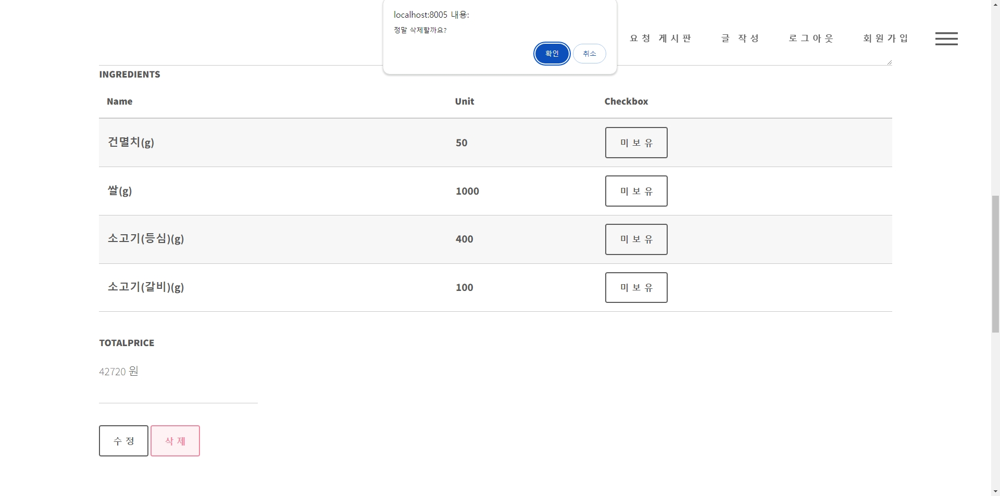 localhost:8005 내용:
정말 삭제할까요?
확인 취소
요청 게시판 글 작성 로그아웃 회원가입
INGREDIENTS
Name Unit Checkbox
건멸치(g) 50 미보유
쌀(g) 1000 미보유
소고기(등심)(g) 400 미보유
소고기(갈비)(g) 100 미보유
TOTALPRICE
42720 원
수정 삭제